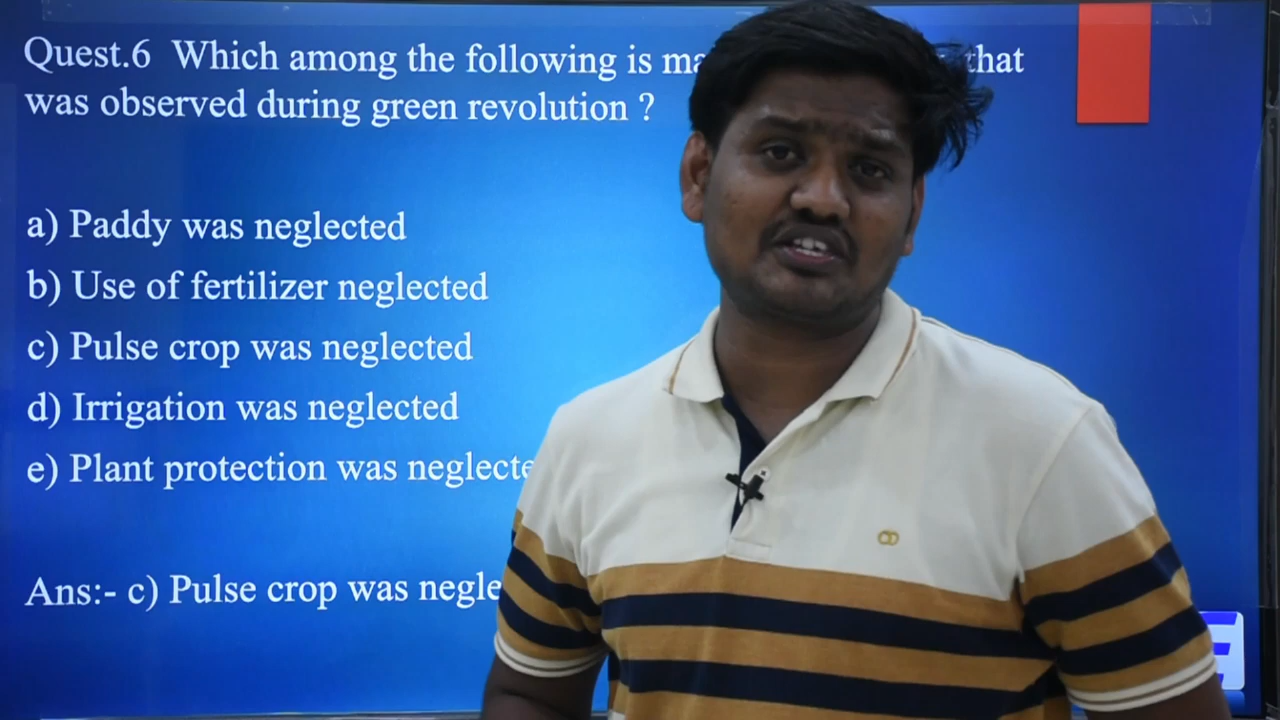 Quest.6 Which among the following is that
was observed during green revolution ?
a) Paddy was neglected
b) Use of fertilizer neglected
c) Pulse crop was neglected
d) Irrigation was neglected
e) Plant protection was neglecte
Ans:- c) Pulse crop was negle